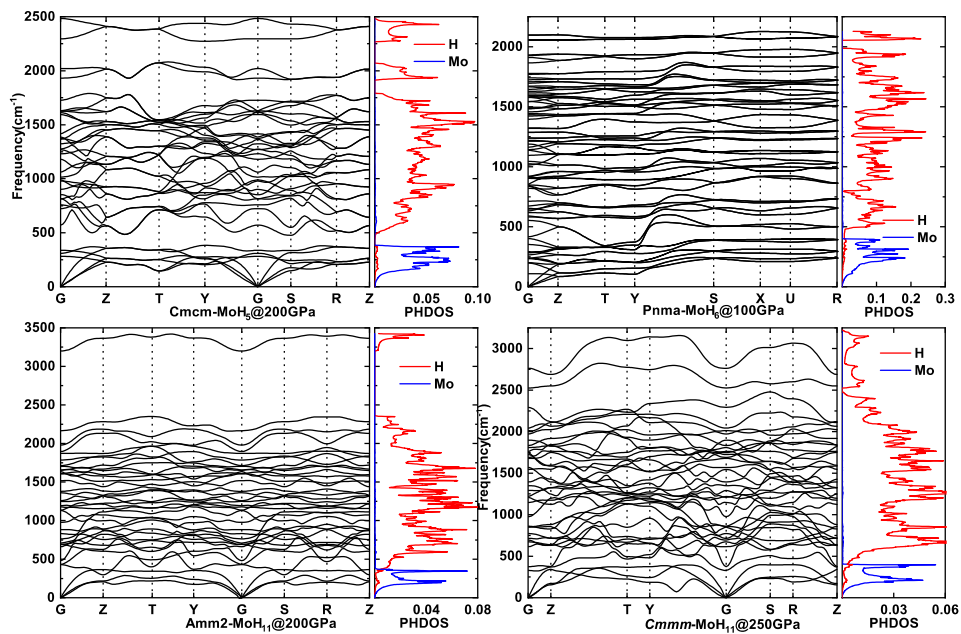 2500
2000
1500
1000
500
0
Frequency(cm⁻¹)
G Z T Y G S R Z
Cmcm-MoH₅@200GPa
H
Mo
0.05 0.10
PHDOS
2000
1500
1000
500
0
G Z T Y S X U R
Pnma-MoH₆@100GPa
H
Mo
0.1 0.2 0.3
PHDOS
3500
3000
2500
2000
1500
1000
500
0
G Z T Y G S R Z
Amm2-MoH₁₁@200GPa
H
Mo
0.04 0.08
PHDOS
Frequency(cm⁻¹)
3000
2500
2000
1500
1000
500
0
G Z T Y G S R Z
Cmmm-MoH₁₁@250GPa
H
Mo
0.03 0.06
PHDOS